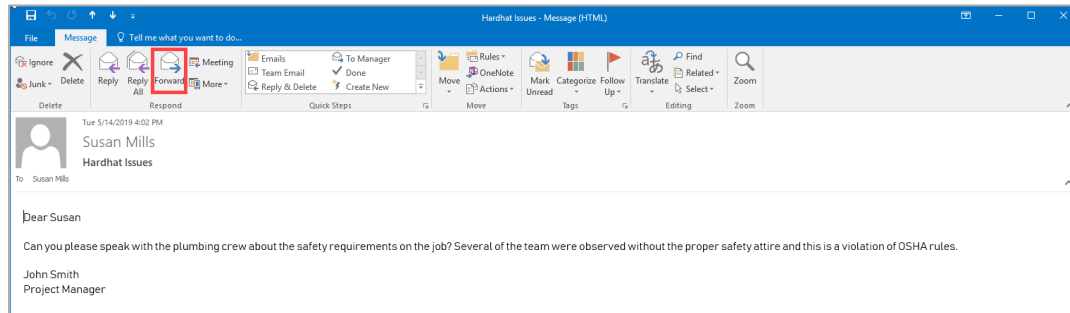 Hardhat Issues - Message (HTML)
File Message Tell me what you want to do...
Ignore
Junk
Delete
Reply
Reply All
Forward
Meeting
More
Emails
Team Email
Reply & Delete
To Manager
Done
Create New
Move
Rules
OneNote
Actions
Mark Unread
Categorize
Follow Up
Translate
Find
Related
Select
Zoom
Delete Respond Quick Steps Move Tags Editing Zoom
Tue 5/14/2019 4:02 PM
Susan Mills
Hardhat Issues
To Susan Mills
Dear Susan
Can you please speak with the plumbing crew about the safety requirements on the job? Several of the team were observed without the proper safety attire and this is a violation of OSHA rules.
John Smith
Project Manager